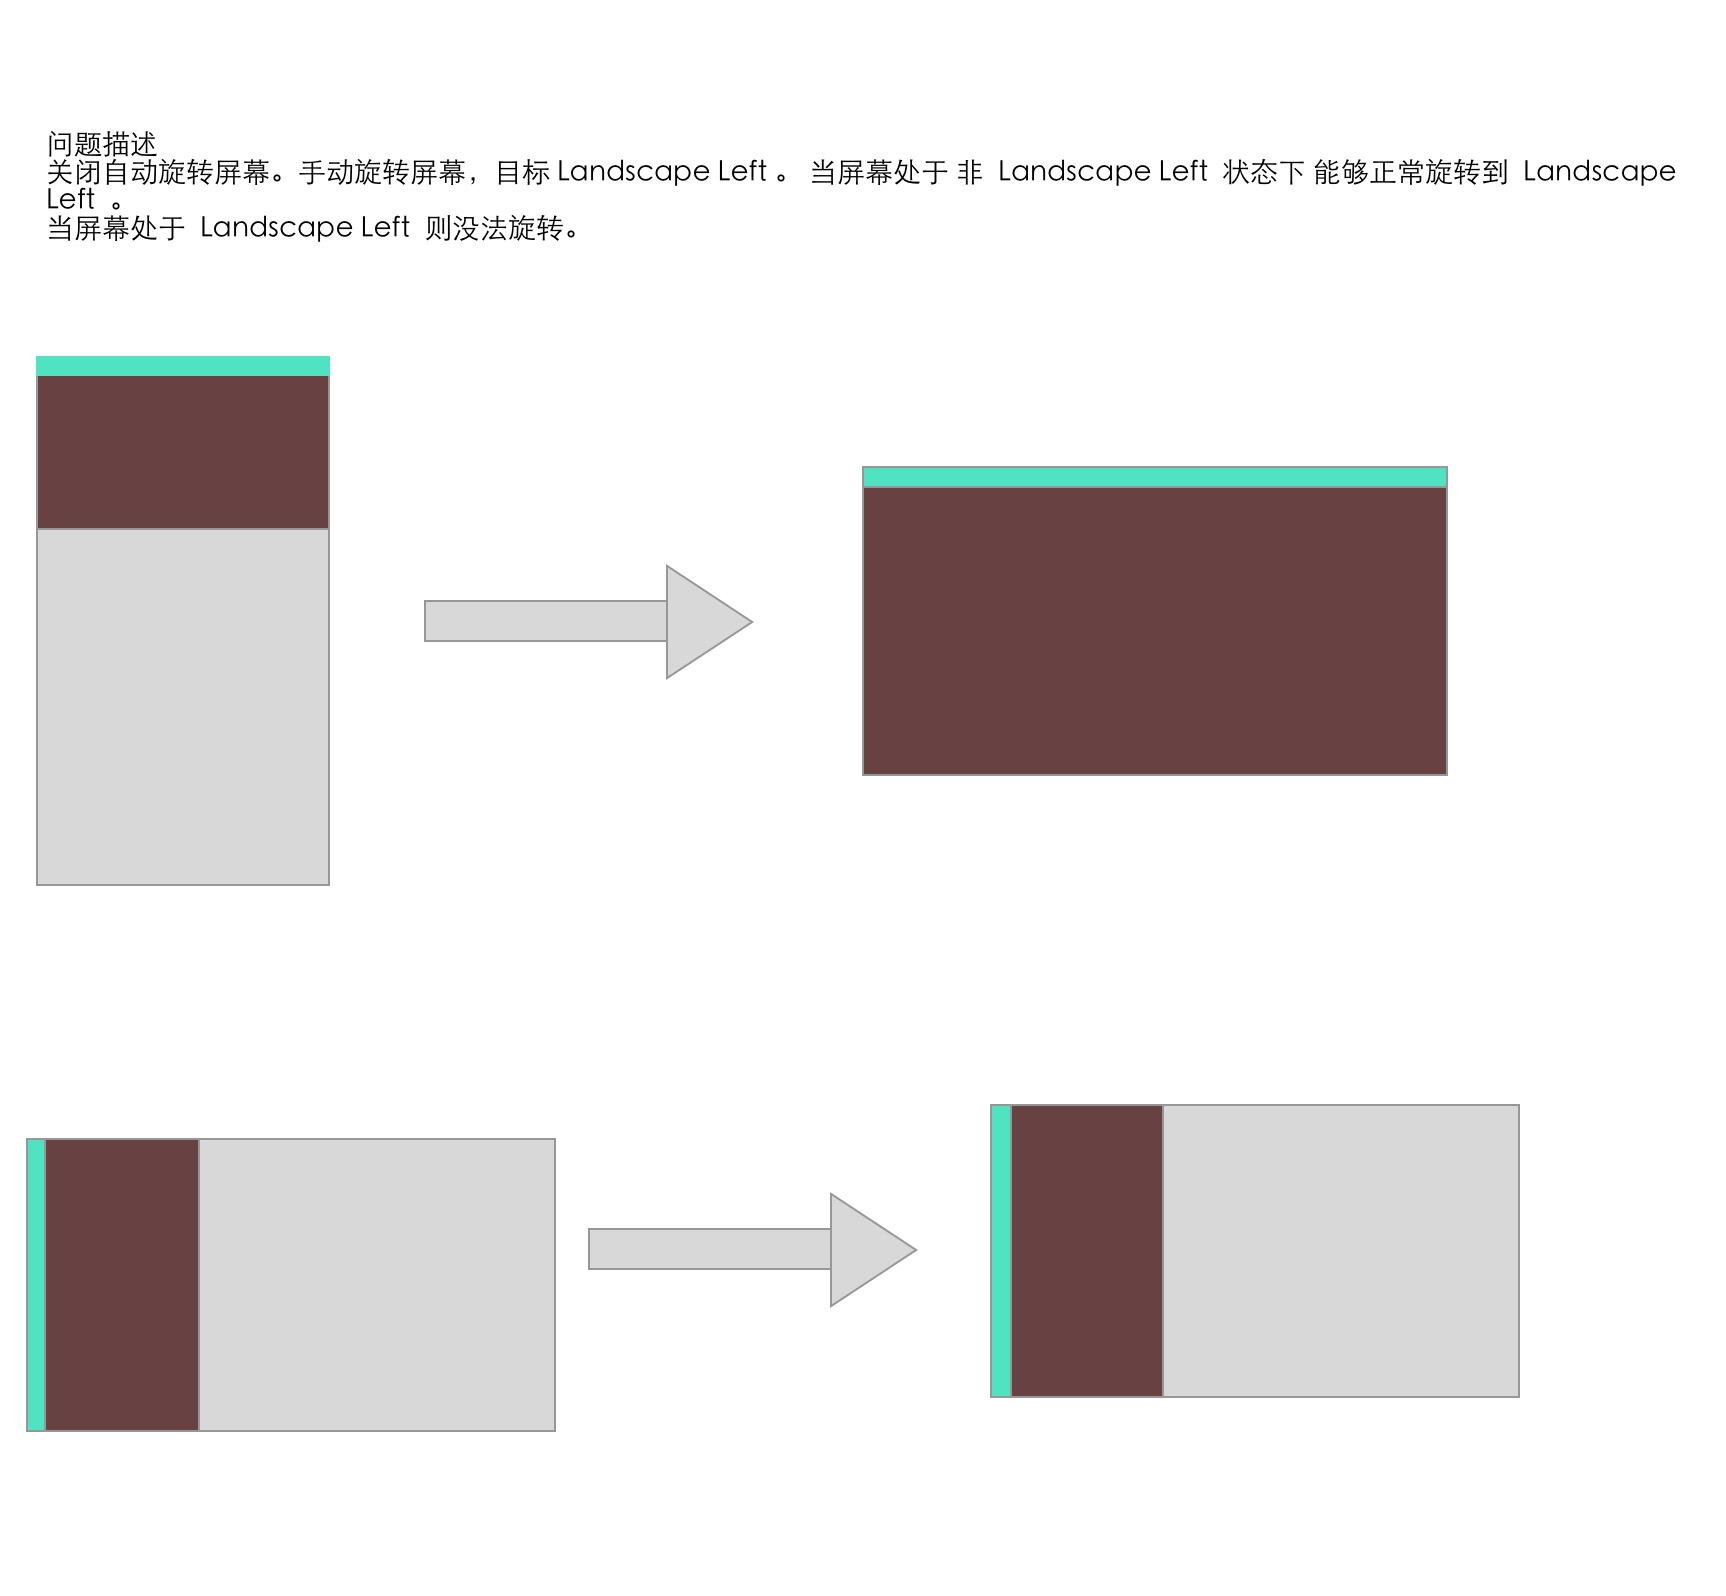 问题描述
关闭自动旋转屏幕。手动旋转屏幕，目标 Landscape Left 。 当屏幕处于 非 Landscape Left 状态下 能够正常旋转到 Landscape
Left 。
当屏幕处于 Landscape Left 则没法旋转。